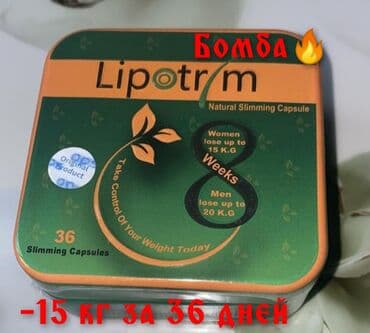 Бомба🔥
Lipotrim
Natural Slimming Capsule
Women
lose up to
15 K.G
8 Weeks
Men
lose up to
20 K.G
Original
Product
Take Control Of Your Weight Today
36
Slimming Capsules
-15 кг за 36 дней